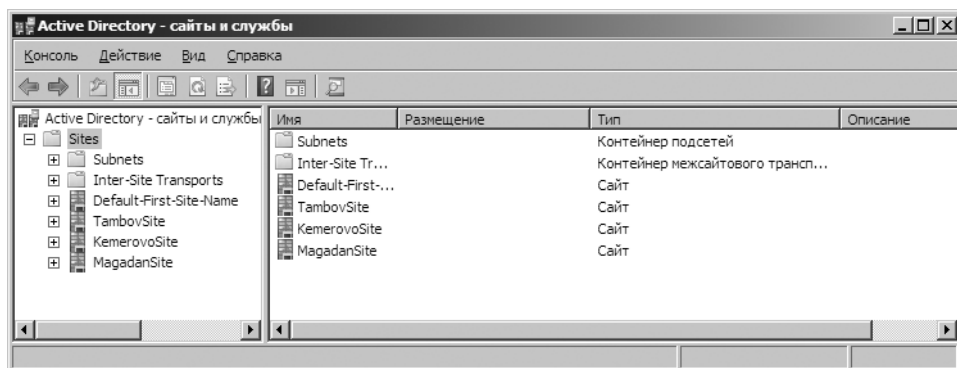 Active Directory - сайты и службы
Консоль Действие Вид Справка
Active Directory - сайты и службы
Sites
Subnets
Inter-Site Transports
Default-First-Site-Name
TambovSite
KemerovoSite
MagadanSite
Имя Размещение Тип Описание
Subnets Контейнер подсетей
Inter-Site Tr... Контейнер межсайтового трансп...
Default-First-... Сайт
TambovSite Сайт
KemerovoSite Сайт
MagadanSite Сайт